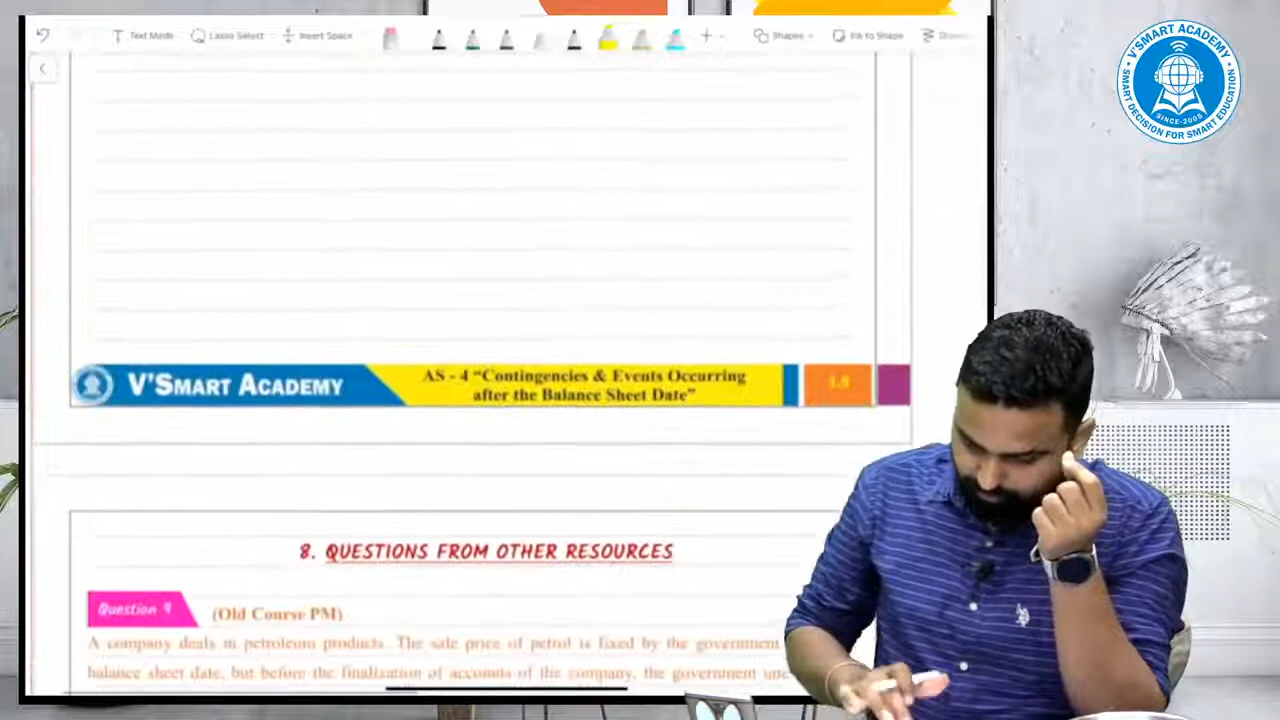 Text Mode
Lasso Select
Insert Space
Shapes
Ink to Shape
V'SMART ACADEMY
SMART DECISION FOR SMART EDUCATION
SINCE-2005
V'SMART ACADEMY
AS - 4 "Contingencies & Events Occurring
after the Balance Sheet Date"
8. QUESTIONS FROM OTHER RESOURCES
Question 9
(Old Course PM)
A company deals in petroleum products. The sale price of petrol is fixed by the government
balance sheet date, but before the finalization of accounts of the company, the government